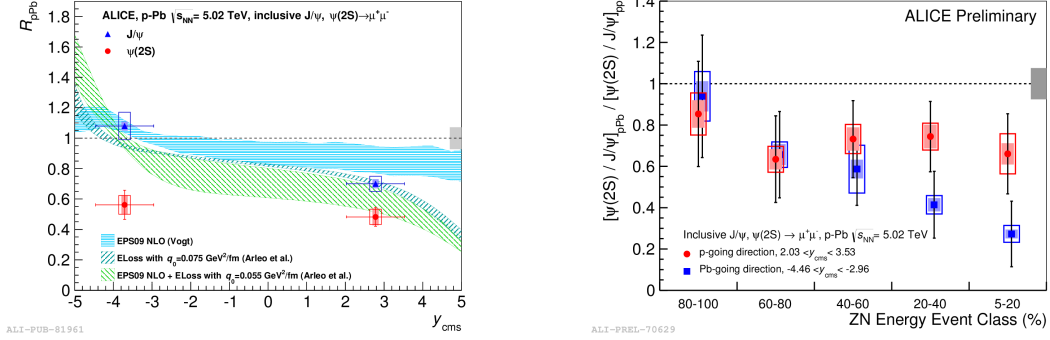 ALICE, p-Pb √s_NN = 5.02 TeV, inclusive J/ψ, ψ(2S)→μ⁺μ⁻
J/ψ
ψ(2S)
R_pPb
1.8
1.6
1.4
1.2
1
0.8
0.6
0.4
0.2
0
EPS09 NLO (Vogt)
ELoss with q₀=0.075 GeV²/fm (Arleo et al.)
EPS09 NLO + ELoss with q₀=0.055 GeV²/fm (Arleo et al.)
-5 -4 -3 -2 -1 0 1 2 3 4 5
y_cms
ALI-PUB-81961
ALICE Preliminary
[ψ(2S) / J/ψ]_pPb / [ψ(2S) / J/ψ]_pp
1.4
1.2
1
0.8
0.6
0.4
0.2
0
Inclusive J/ψ, ψ(2S) → μ⁺μ⁻, p-Pb √s_NN = 5.02 TeV
p-going direction, 2.03 <y_cms< 3.53
Pb-going direction, -4.46 <y_cms< -2.96
80-100 60-80 40-60 20-40 5-20
ZN Energy Event Class (%)
ALI-PREL-70629